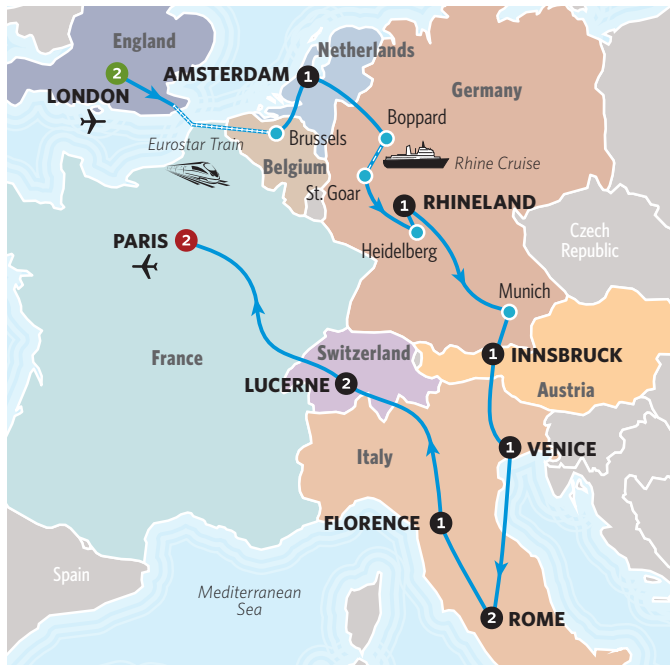 England
2
LONDON
Netherlands
AMSTERDAM 1
Germany
Eurostar Train
Brussels
Belgium
Boppard
Rhine Cruise
St. Goar
1 RHINELAND
Heidelberg
Czech
Republic
PARIS 2
Munich
France
Switzerland
1 INNSBRUCK
LUCERNE 2
Austria
Italy
1 VENICE
FLORENCE 1
Spain
Mediterranean
Sea
2 ROME